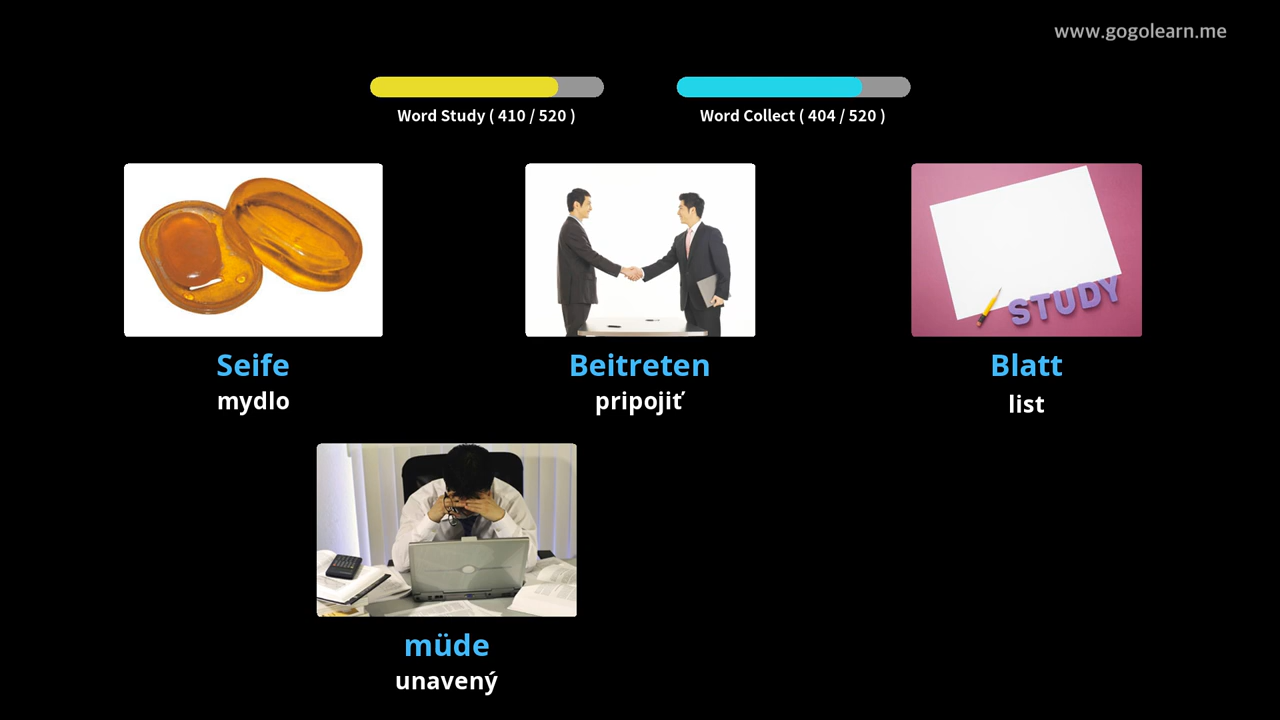 www.gogolearn.me
Word Study ( 410 / 520 )
Word Collect ( 404 / 520 )
STUDY
Seife
mydlo
Beitreten
pripojiť
Blatt
list
müde
unavený